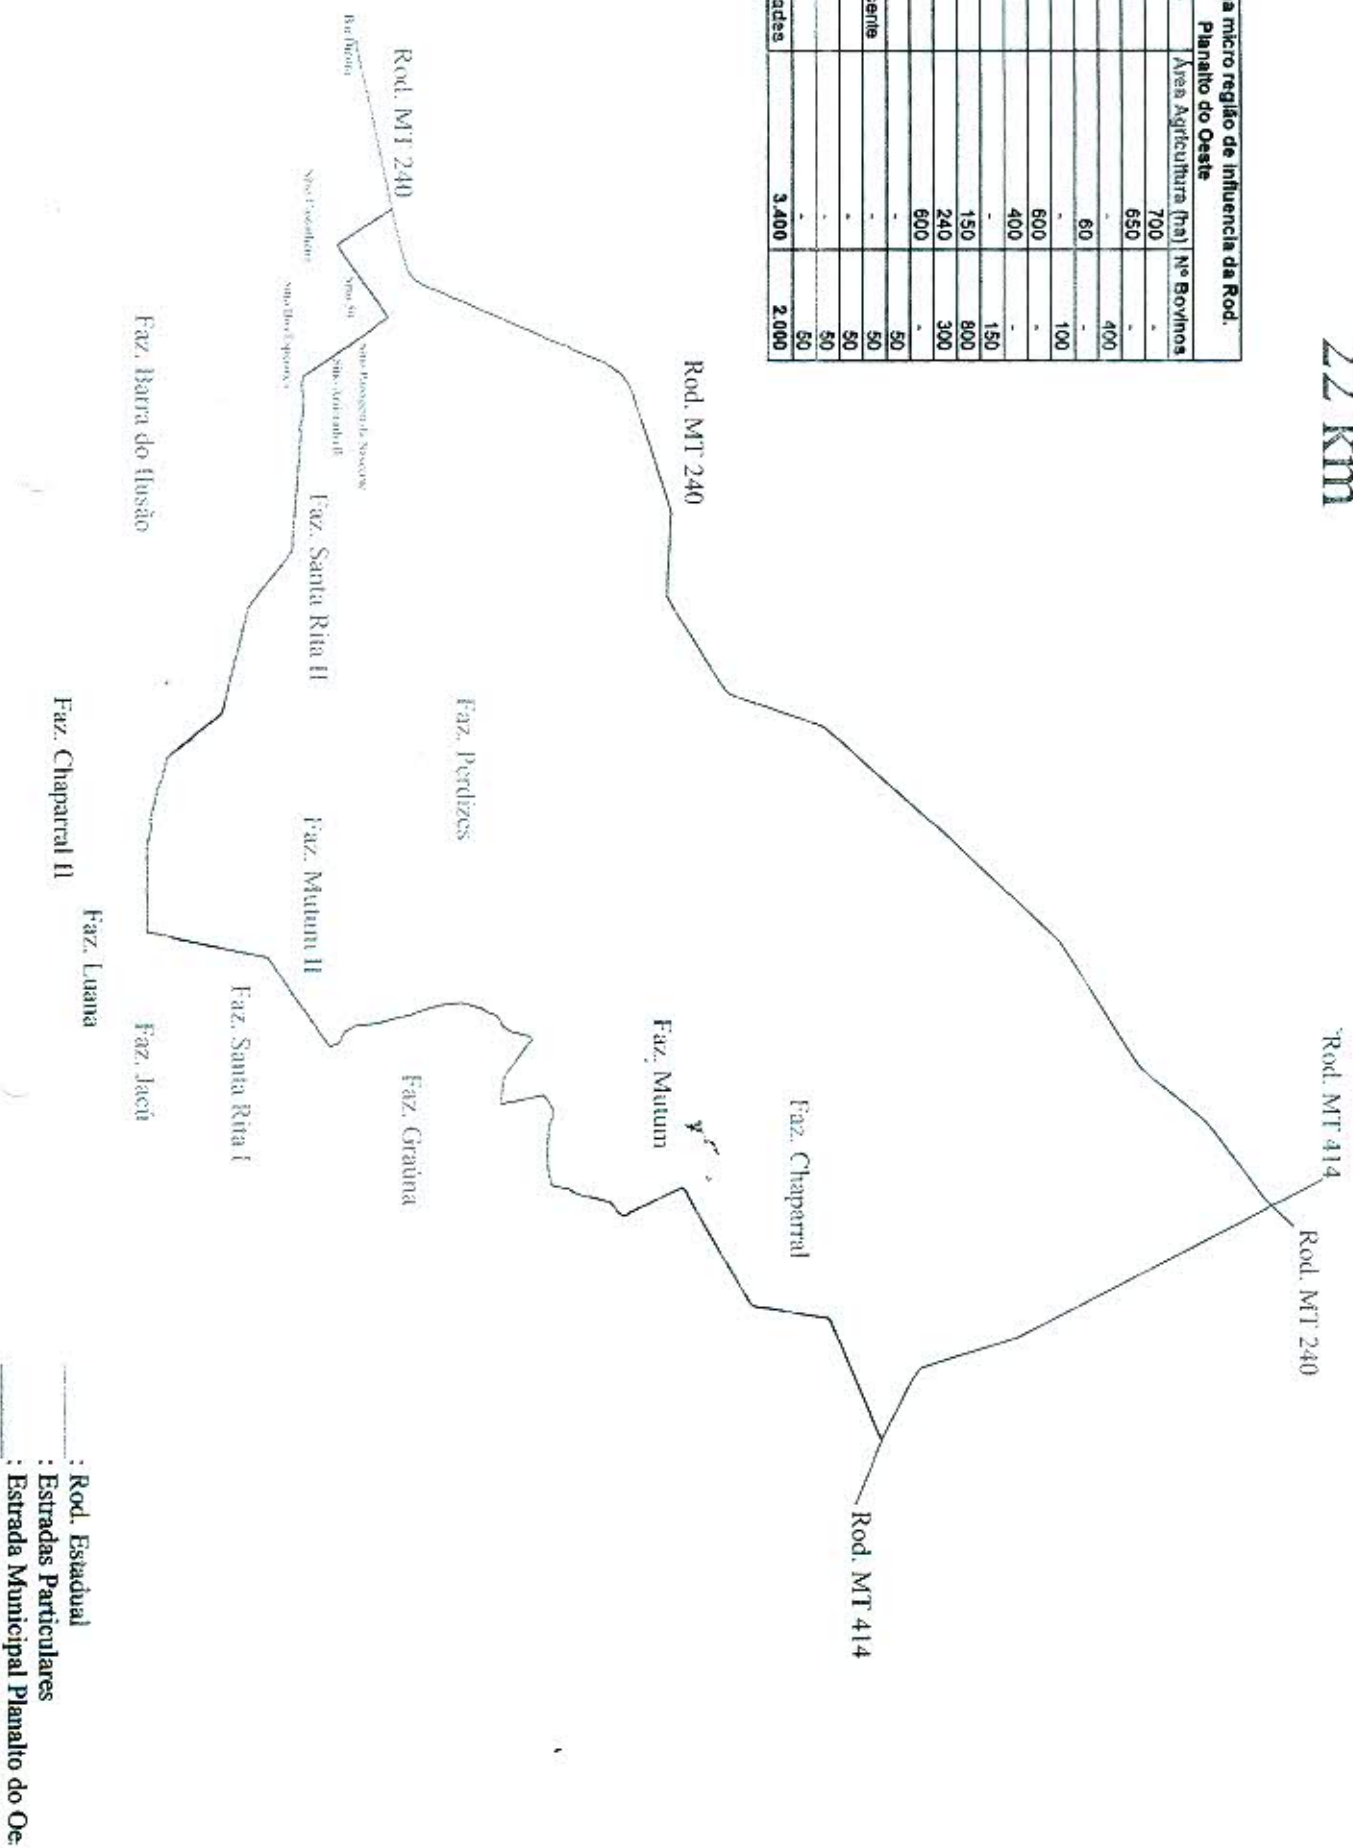 22 km
a micro região de influencia da Rod.
Planalto do Oeste
Área Agricultura (ha) Nº Bovinos
700 -
650 -
- 400
60 -
- 100
600 -
400 -
- 150
150 800
240 300
600 -
- 50
ente - 50
- 50
- 50
- 50
ades 3.400 2.000
Rod. MT 414
Rod. MT 240
Rod. MT 240
Rod. MT 240
Rod. MT 414
Faz. Chaparral
Faz. Mutum
Faz. Perdizes
Faz. Graúna
Faz. Santa Rita II
Faz. Mutum II
Faz. Santa Rita I
Faz. Barra do
Faz. Jacú
Faz. Luana
Faz. Chaparral II
: Rod. Estadual
: Estradas Particulares
: Estrada Municipal Planalto do Oe